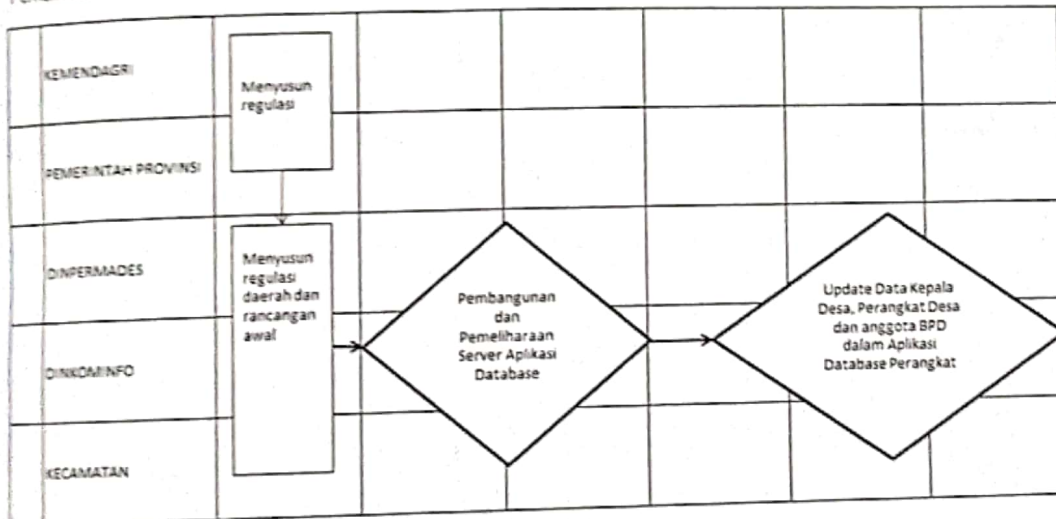 KEMENDAGRI
Menyusun
regulasi
PEMERINTAH PROVINSI
DINPERMADES
Menyusun
regulasi
daerah dan
rancangan
awal
Pembangunan
dan
Pemeliharaan
Server Aplikasi
Database
Update Data Kepala
Desa, Perangkat Desa
dan anggota BPD
dalam Aplikasi
Database Perangkat
DINKOMINFO
KECAMATAN